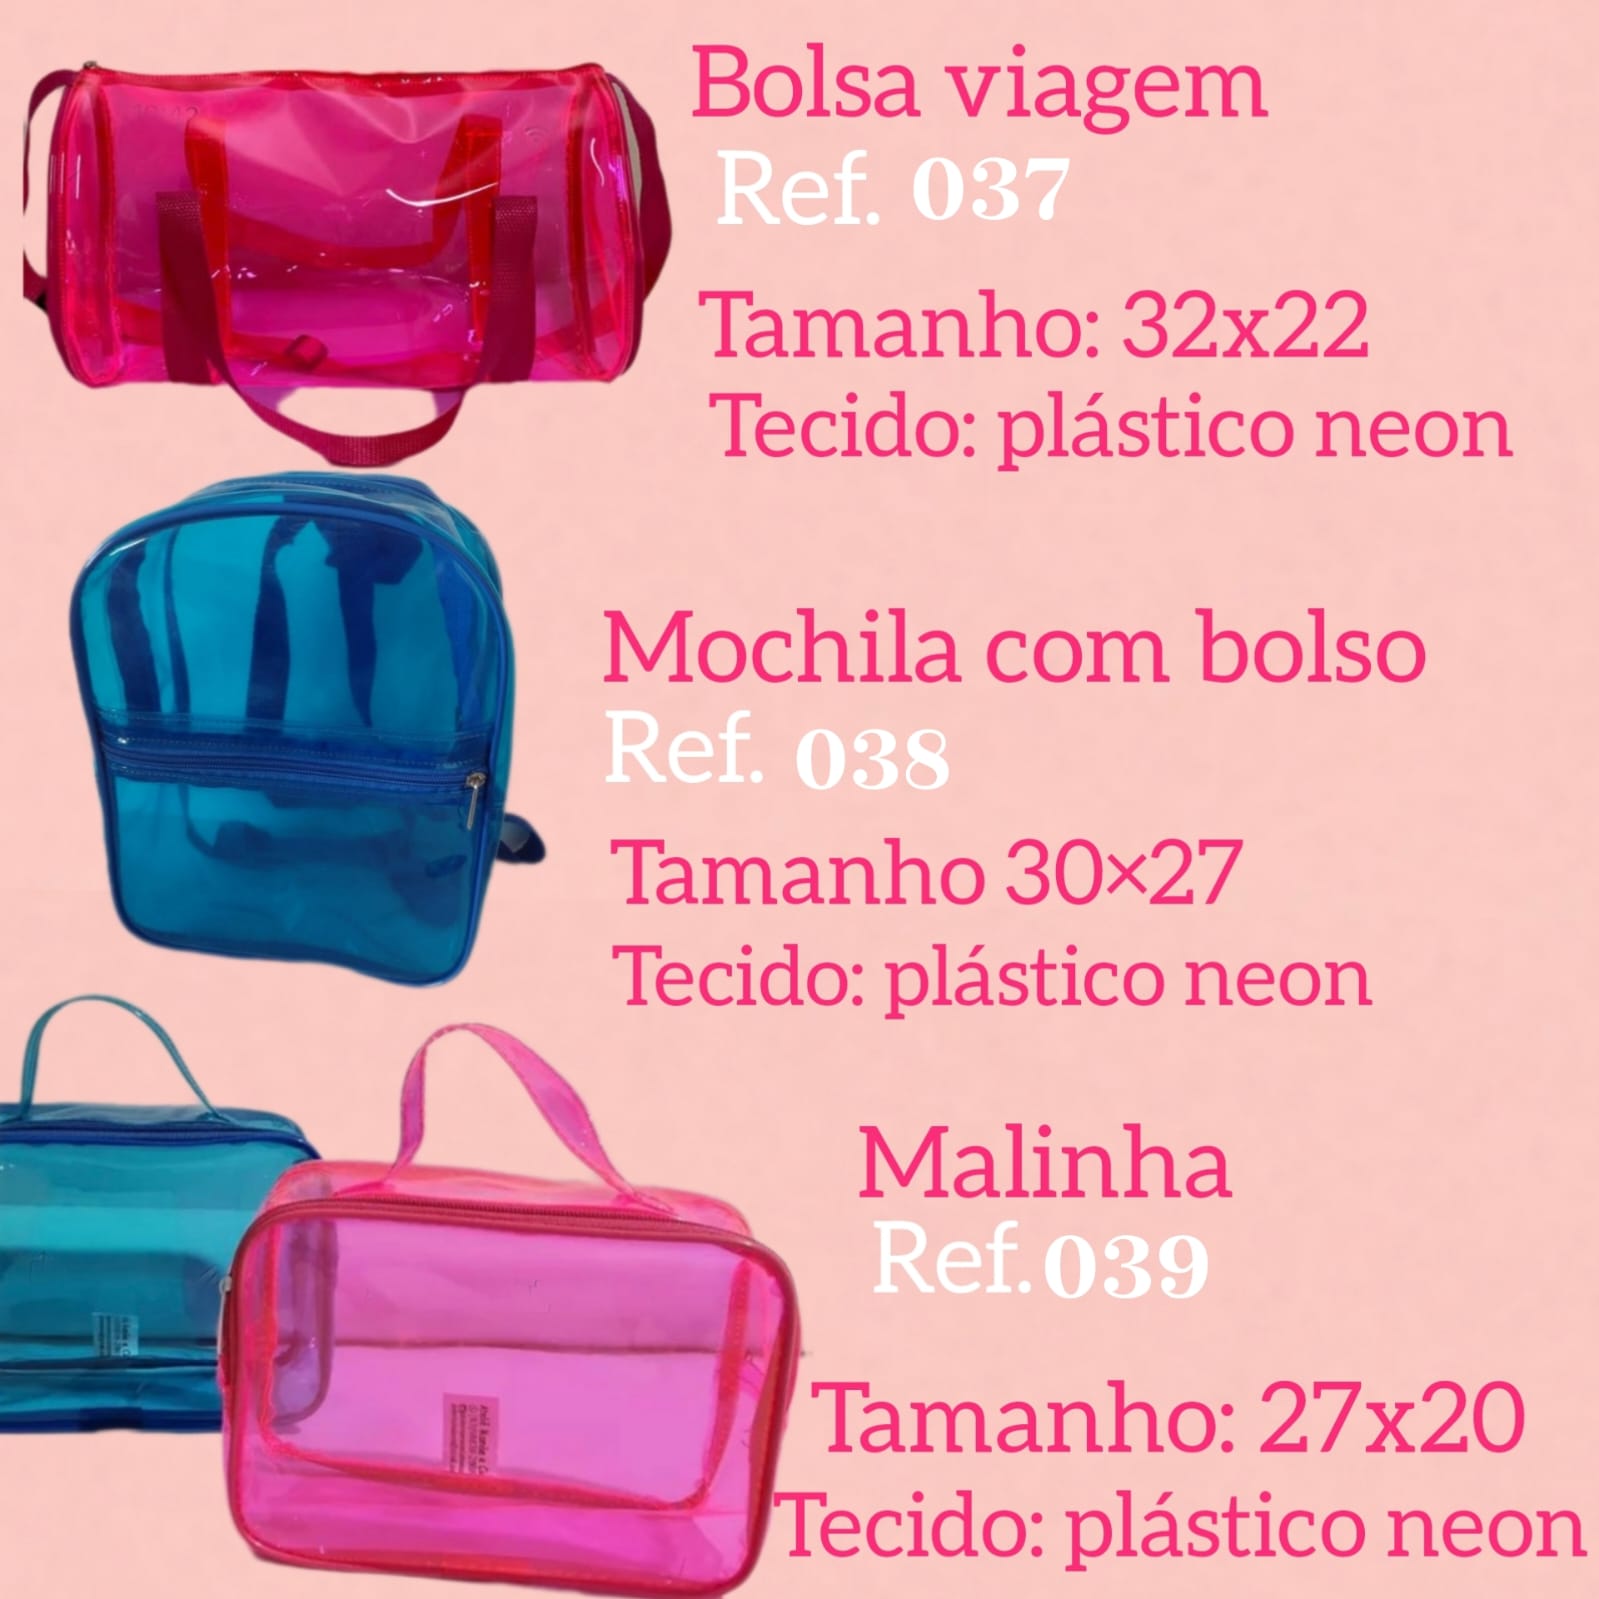 Bolsa viagem
Ref. 037
Tamanho: 32x22
Tecido: plástico neon
Mochila com bolso
Ref. 038
Tamanho 30×27
Tecido: plástico neon
Malinha
Ref. 039
Tamanho: 27x20
Tecido: plástico neon